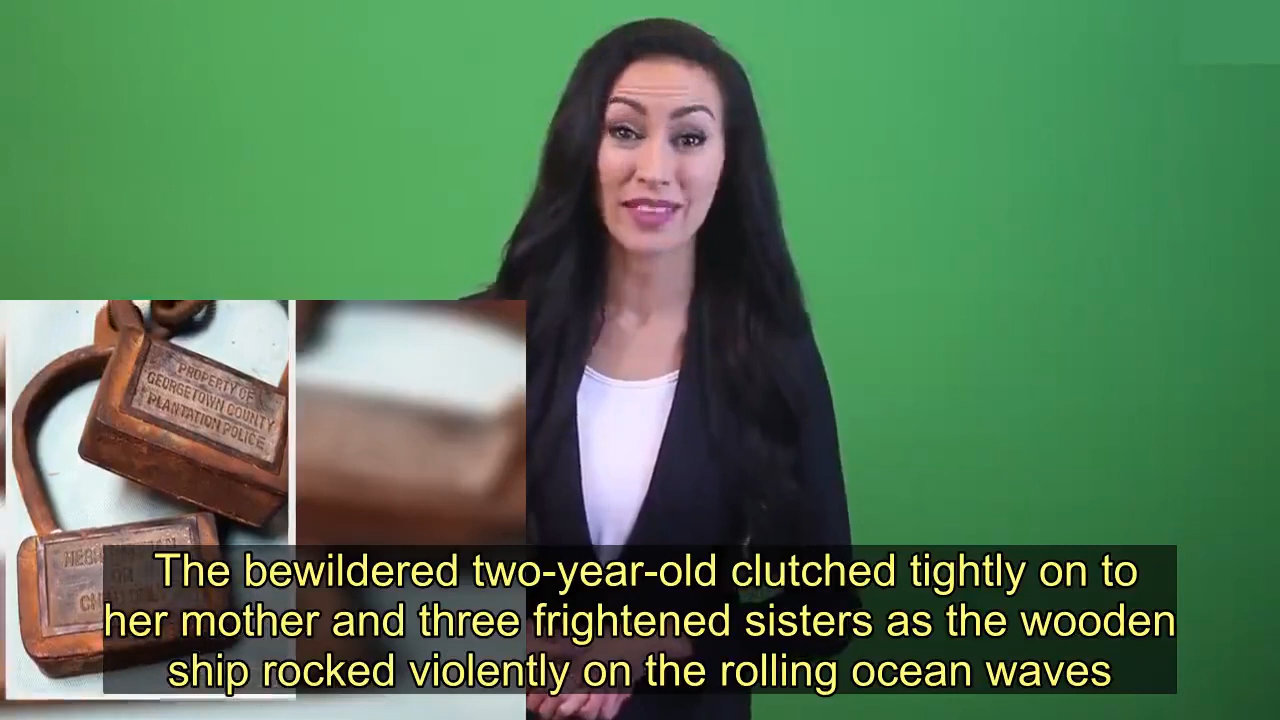 PROPERTY OF
GEORGETOWN COUNTY
PLANTATION POLICE
The bewildered two-year-old clutched tightly on to
her mother and three frightened sisters as the wooden
ship rocked violently on the rolling ocean waves